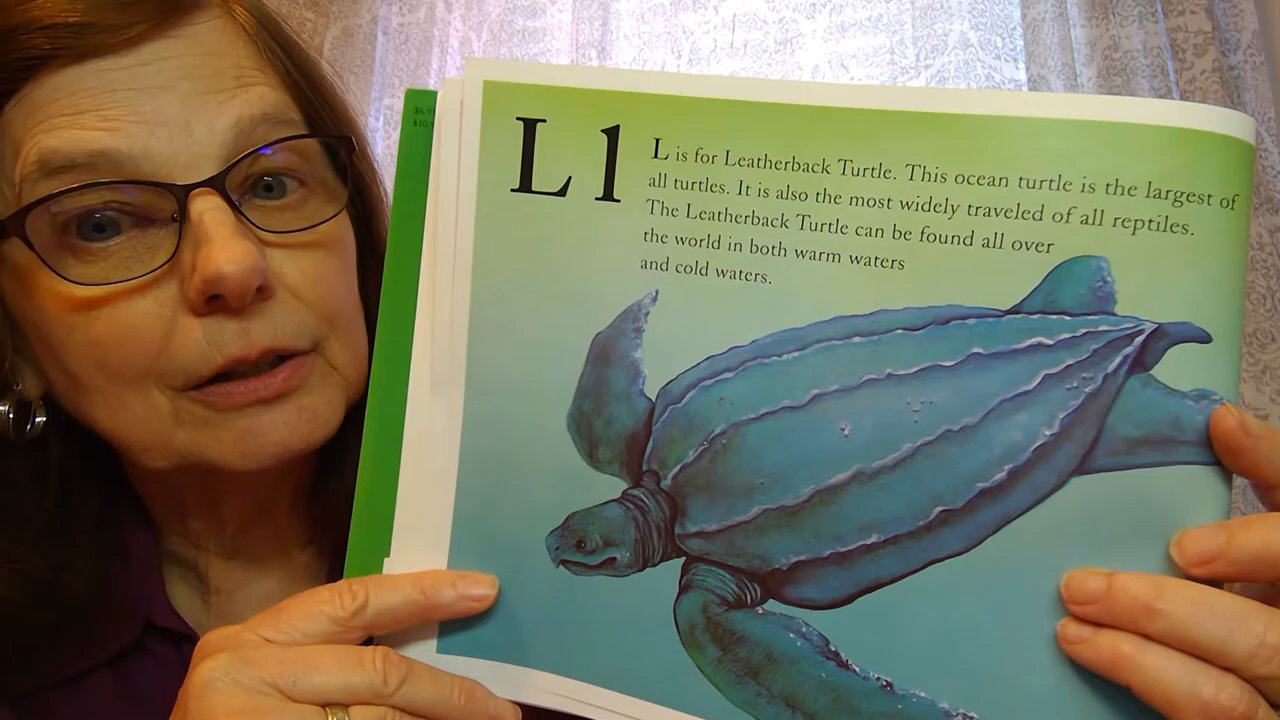 L l
L is for Leatherback Turtle. This ocean turtle is the largest of
all turtles. It is also the most widely traveled of all reptiles.
The Leatherback Turtle can be found all over
the world in both warm waters
and cold waters.